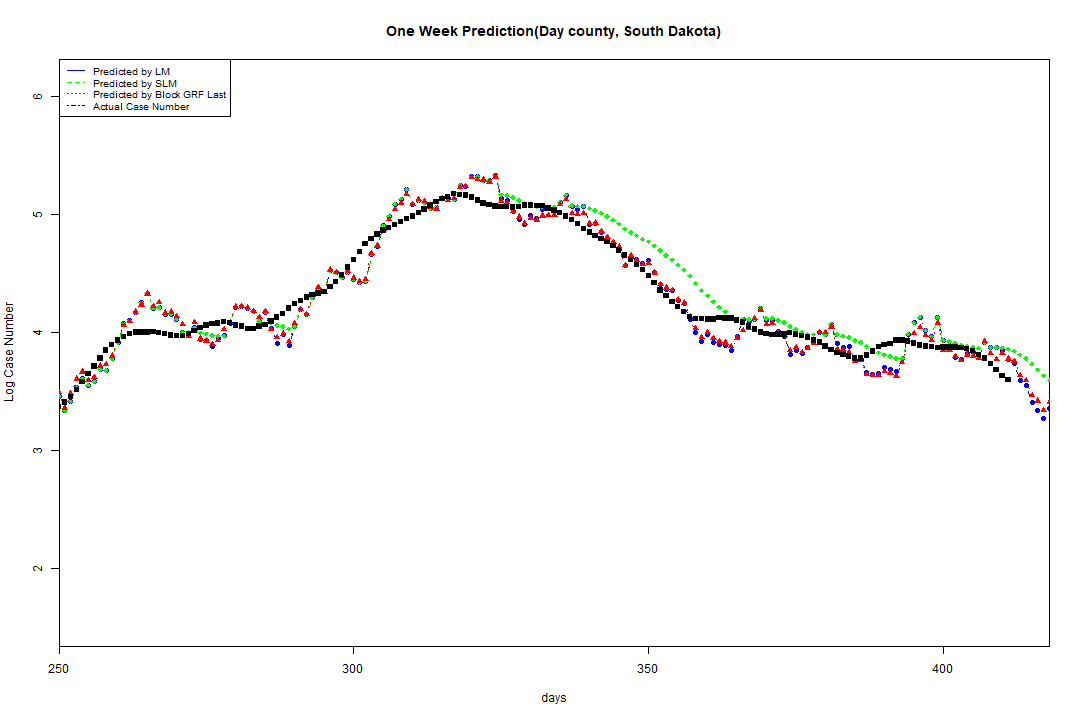 One Week Prediction(Day county, South Dakota)
Predicted by LM
Predicted by SLM
Predicted by Block GRF Last
Actual Case Number
6
5
4
3
2
Log Case Number
250 300 350 400
days